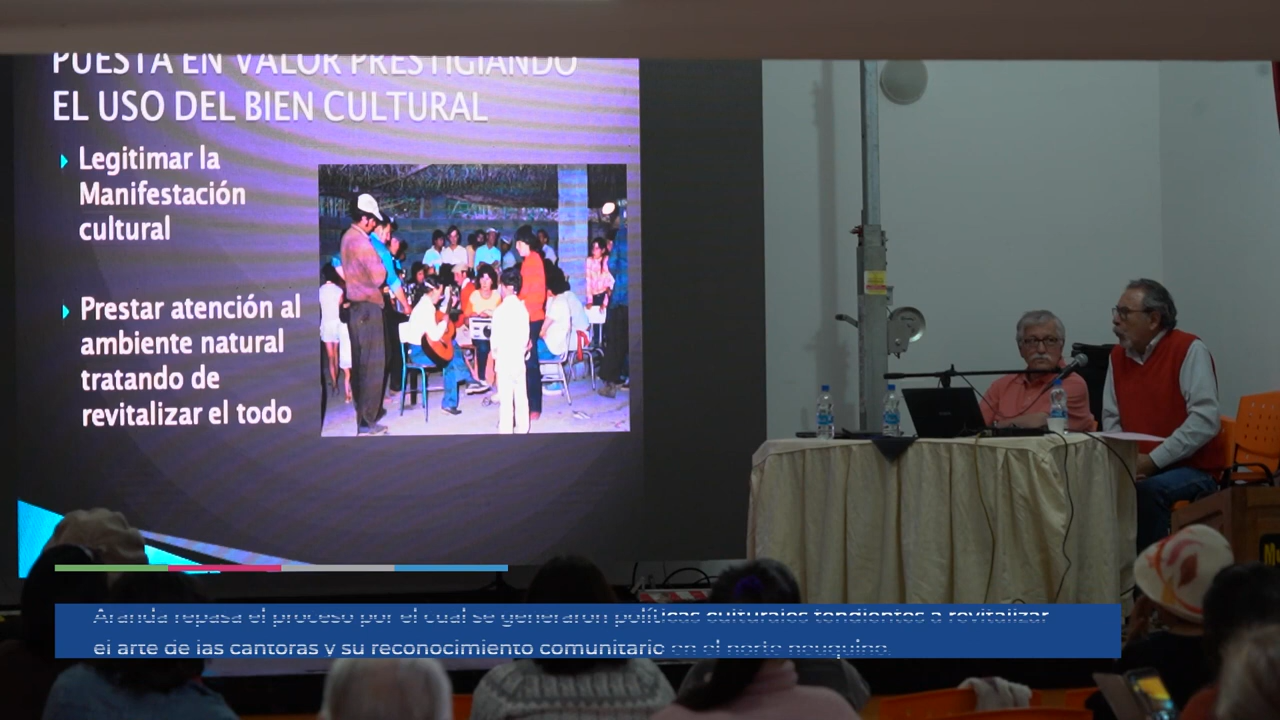 PUESTA EN VALOR PRESTIGIANDO
EL USO DEL BIEN CULTURAL
Legitimar la
Manifestación
cultural
Prestar atención al
ambiente natural
tratando de
revitalizar el todo
Aranda repasa el proceso por el cual se generaron políticas culturales tendientes a revitalizar
el arte de las cantoras y su reconocimiento comunitario en el norte neuquino.